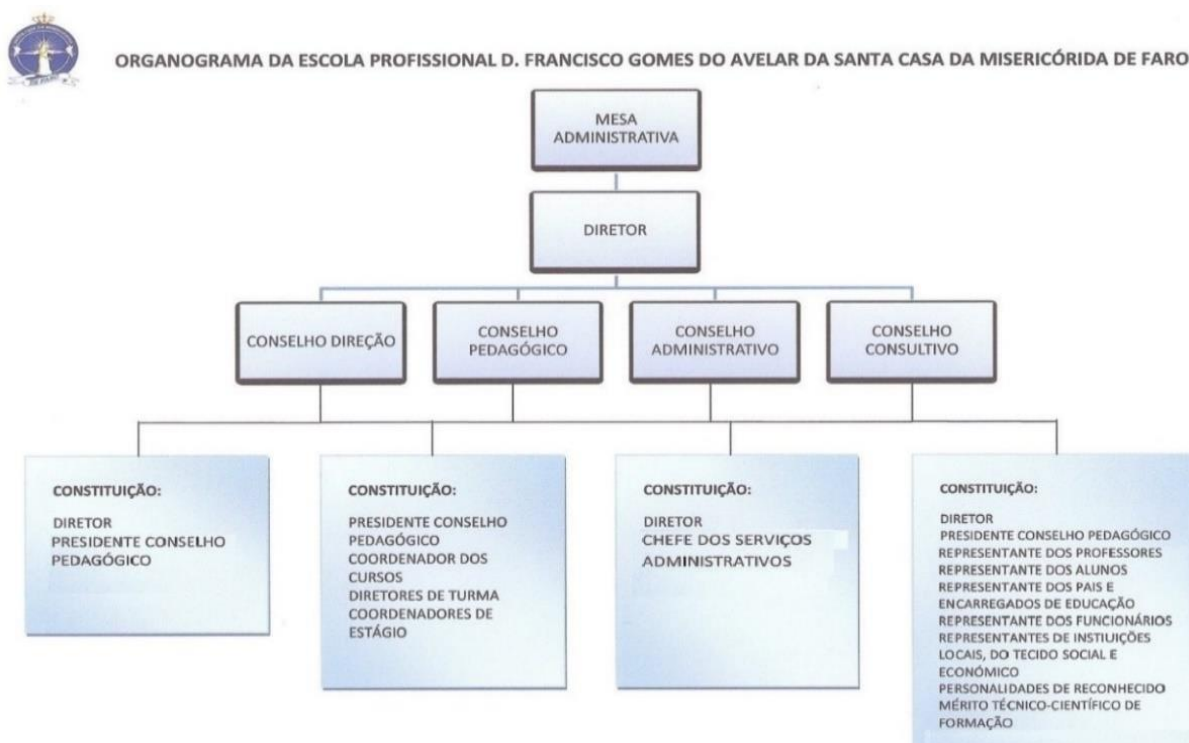 ORGANOGRAMA DA ESCOLA PROFISSIONAL D. FRANCISCO GOMES DO AVELAR DA SANTA CASA DA MISERICÓRIDA DE FARO
MESA
ADMINISTRATIVA
DIRETOR
CONSELHO DIREÇÃO
CONSELHO
PEDAGÓGICO
CONSELHO
ADMINISTRATIVO
CONSELHO
CONSULTIVO
CONSTITUIÇÃO:
DIRETOR
PRESIDENTE CONSELHO
PEDAGÓGICO
CONSTITUIÇÃO:
PRESIDENTE CONSELHO
PEDAGÓGICO
COORDENADOR DOS
CURSOS
DIRETORES DE TURMA
COORDENADORES DE
ESTÁGIO
CONSTITUIÇÃO:
DIRETOR
CHEFE DOS SERVIÇOS
ADMINISTRATIVOS
CONSTITUIÇÃO:
DIRETOR
PRESIDENTE CONSELHO PEDAGÓGICO
REPRESENTANTE DOS PROFESSORES
REPRESENTANTE DOS ALUNOS
REPRESENTANTE DOS PAIS E
ENCARREGADOS DE EDUCAÇÃO
REPRESENTANTE DOS FUNCIONÁRIOS
REPRESENTANTES DE INSTIUIÇÕES
LOCAIS, DO TECIDO SOCIAL E
ECONÓMICO
PERSONALIDADES DE RECONHECIDO
MÉRITO TÉCNICO-CIENTÍFICO DE
FORMAÇÃO